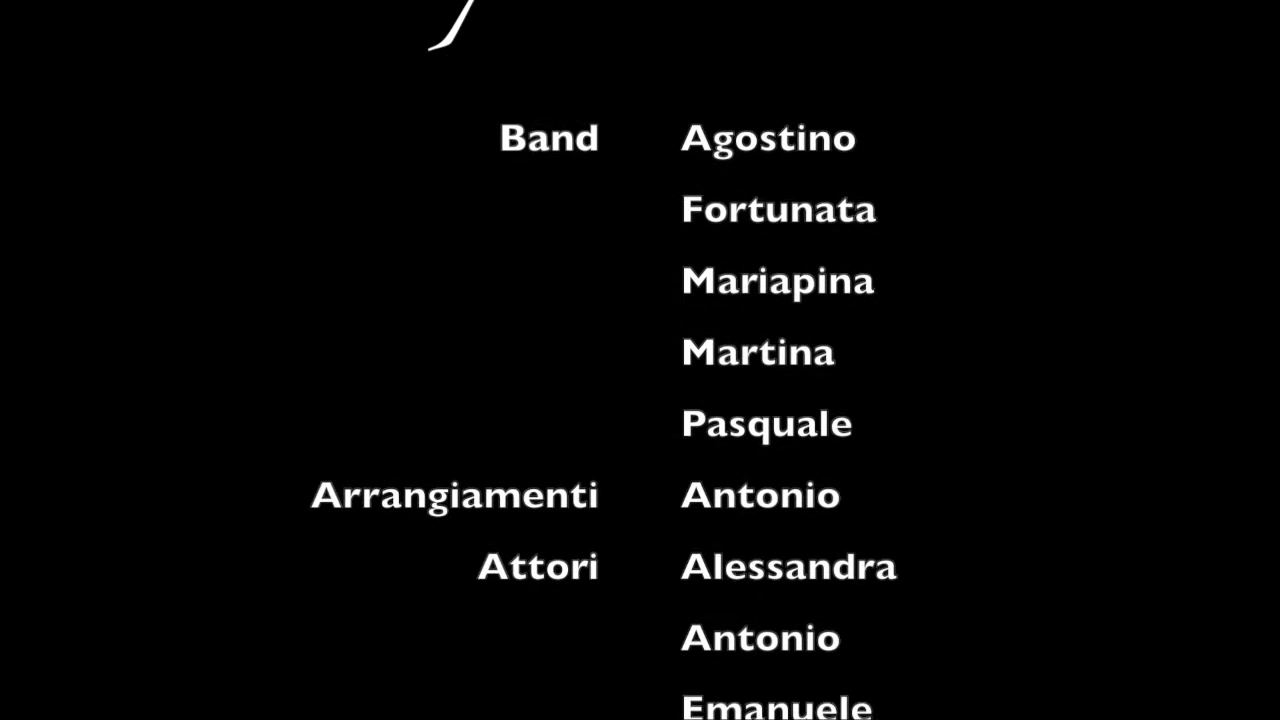 Band Agostino
Fortunata
Mariapina
Martina
Pasquale
Arrangiamenti Antonio
Attori Alessandra
Antonio
Emanuele